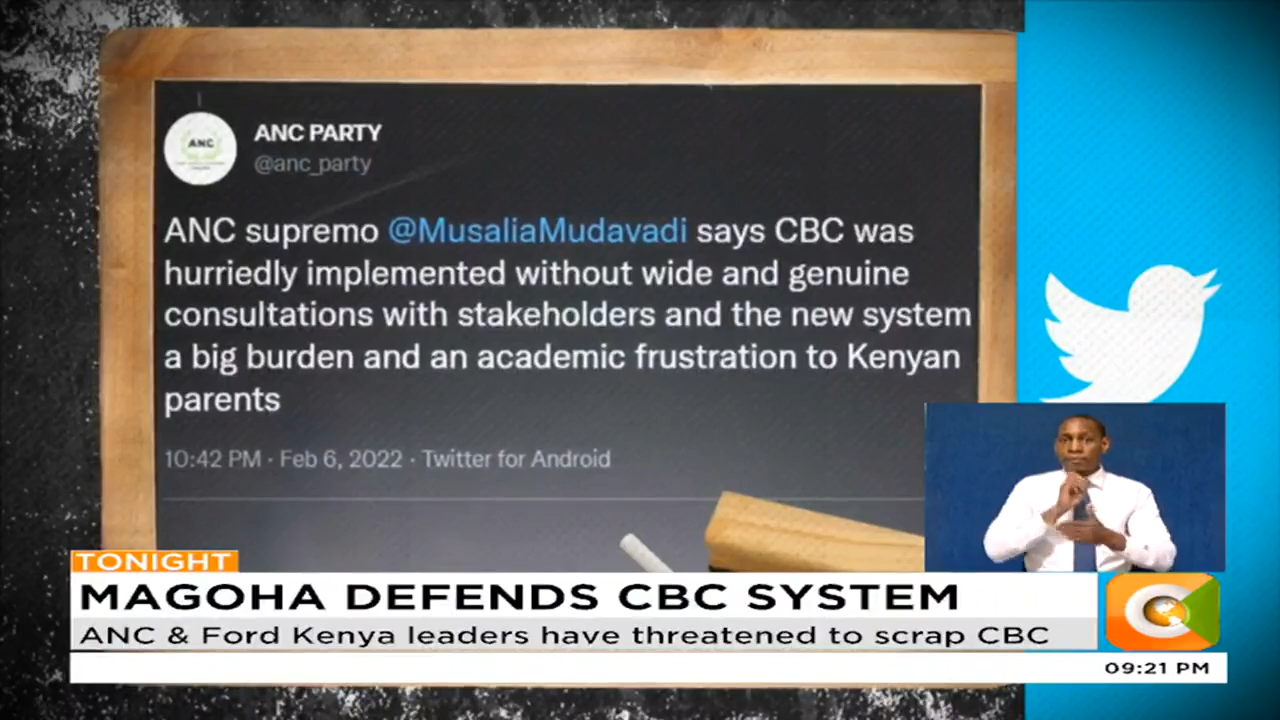 ANC
ANC PARTY
@anc_party
ANC supremo @MusaliaMudavadi says CBC was
hurriedly implemented without wide and genuine
consultations with stakeholders and the new system
a big burden and an academic frustration to Kenyan
parents
10:42 PM · Feb 6, 2022 · Twitter for Android
TONIGHT
MAGOHA DEFENDS CBC SYSTEM
ANC & Ford Kenya leaders have threatened to scrap CBC
09:21 PM